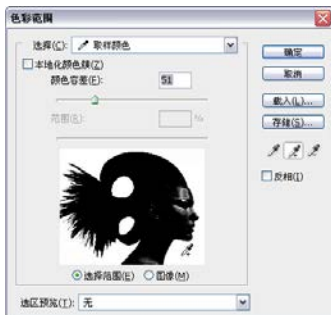 色彩范围
选择(C): 取样颜色
本地化颜色簇(Z)
颜色容差(F): 51
范围(R): %
选择范围(E) 图像(M)
选区预览(T): 无
确定
取消
载入(L)...
存储(S)...
反相(I)